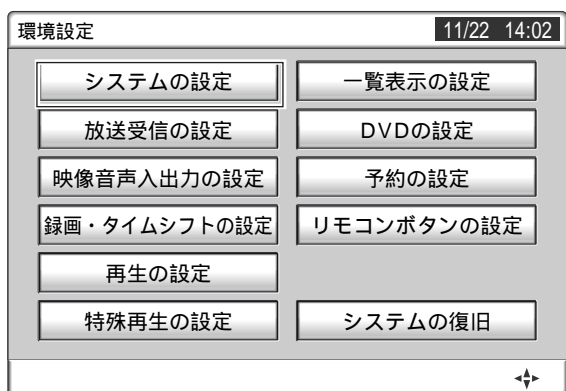 環境設定 11/22 14:02
システムの設定 一覧表示の設定
放送受信の設定 DVDの設定
映像音声入出力の設定 予約の設定
録画・タイムシフトの設定 リモコンボタンの設定
再生の設定
特殊再生の設定 システムの復旧